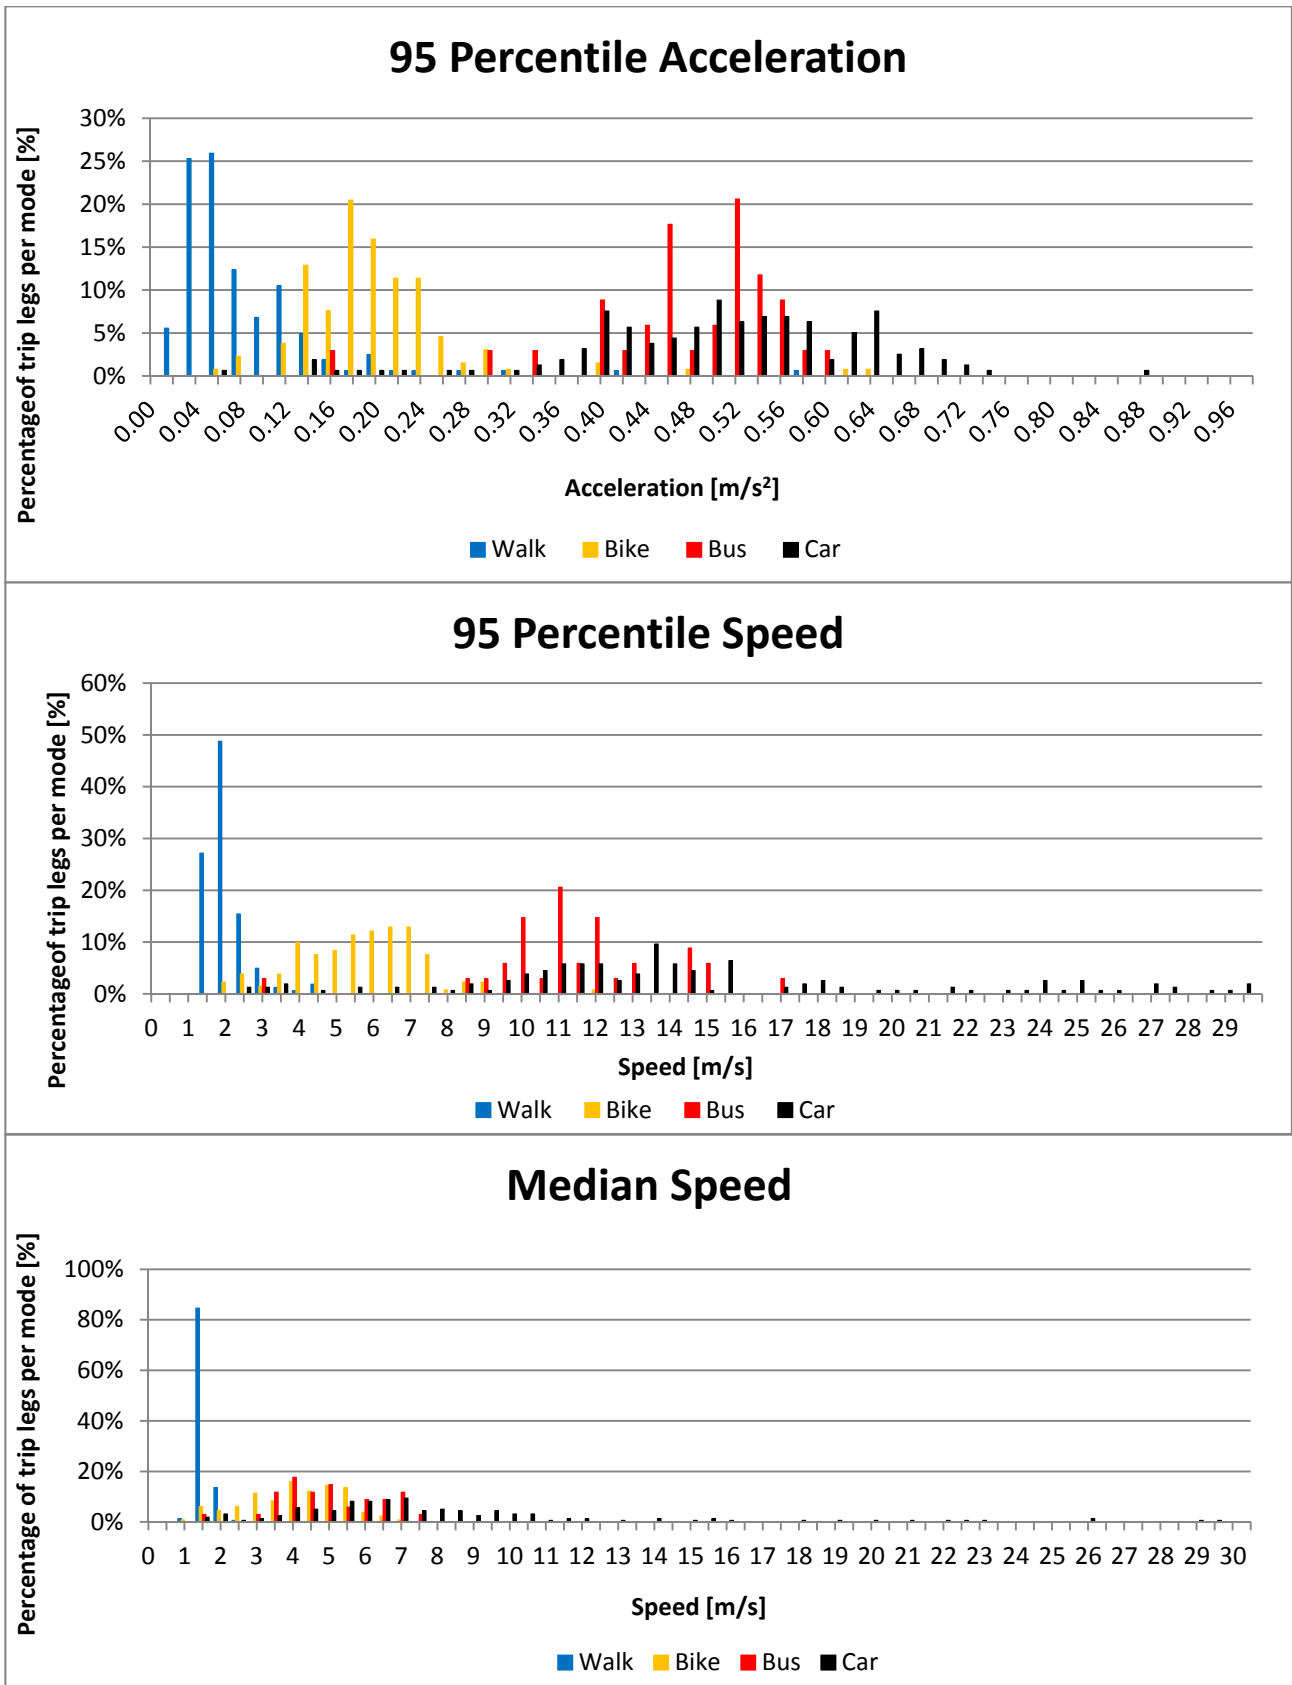 95 Percentile Acceleration
Percentageof trip legs per mode [%]
30%
25%
20%
15%
10%
5%
0%
0.00 0.04 0.08 0.12 0.16 0.20 0.24 0.28 0.32 0.36 0.40 0.44 0.48 0.52 0.56 0.60 0.64 0.68 0.72 0.76 0.80 0.84 0.88 0.92 0.96
Acceleration [m/s²]
Walk Bike Bus Car
95 Percentile Speed
Percentageof trip legs per mode [%]
60%
50%
40%
30%
20%
10%
0%
0 1 2 3 4 5 6 7 8 9 10 11 12 13 14 15 16 17 18 19 20 21 22 23 24 25 26 27 28 29
Speed [m/s]
Walk Bike Bus Car
Median Speed
Percentage of trip legs per mode [%]
100%
80%
60%
40%
20%
0%
0 1 2 3 4 5 6 7 8 9 10 11 12 13 14 15 16 17 18 19 20 21 22 23 24 25 26 27 28 29 30
Speed [m/s]
Walk Bike Bus Car